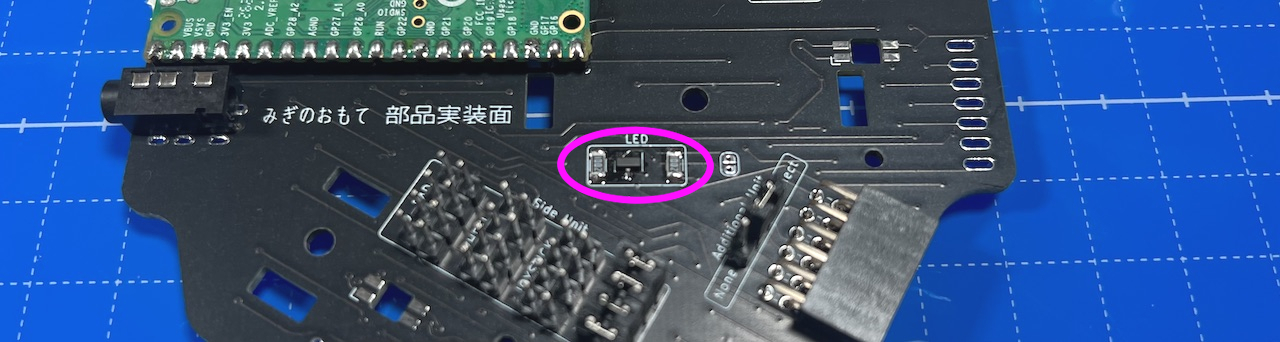 VBUS
VSYS
GND
3V3_EN
3V3
ADC_VREF
GP28_A2
AGND
GP27_A1
GP26_A0
RUN
GP22
GND
GP21
GP20
GP19
GP18
GND
GP17
GP16
SWDIO
GND
みぎのおもて 部品実装面
LED
Side Unit
Joystick
None
Additional Unit